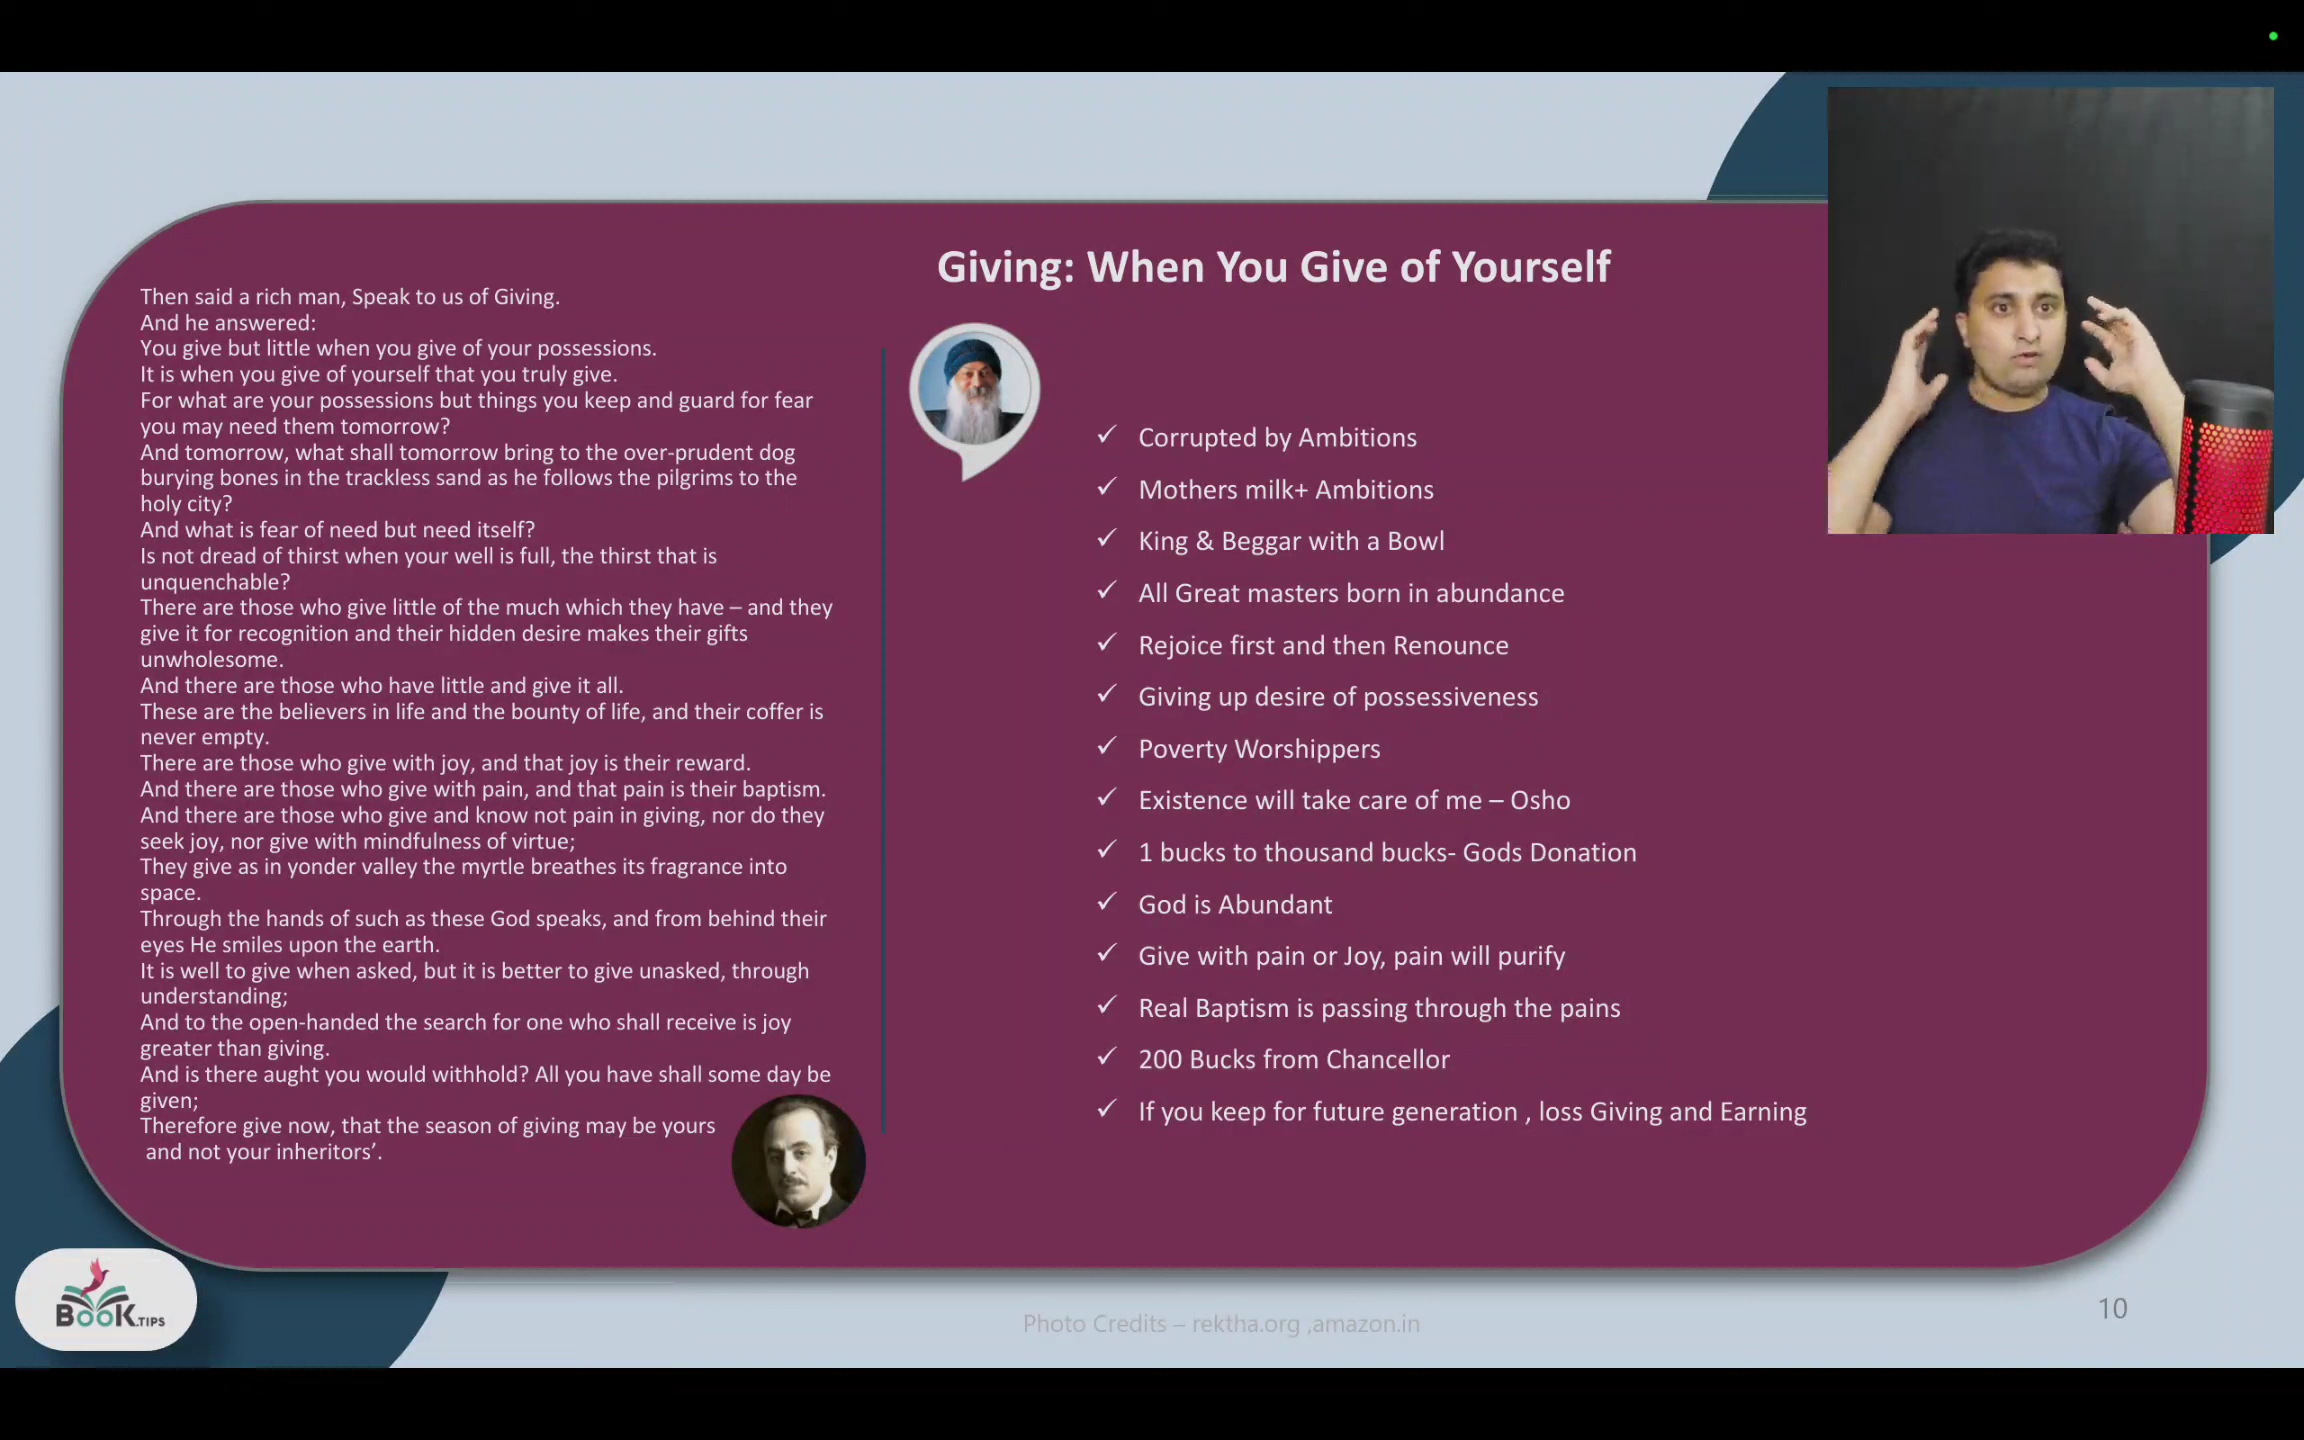 Giving: When You Give of Yourself
Then said a rich man, Speak to us of Giving.
And he answered:
You give but little when you give of your possessions.
It is when you give of yourself that you truly give.
For what are your possessions but things you keep and guard for fear
you may need them tomorrow?
And tomorrow, what shall tomorrow bring to the over-prudent dog
burying bones in the trackless sand as he follows the pilgrims to the
holy city?
And what is fear of need but need itself?
Is not dread of thirst when your well is full, the thirst that is
unquenchable?
There are those who give little of the much which they have – and they
give it for recognition and their hidden desire makes their gifts
unwholesome.
And there are those who have little and give it all.
These are the believers in life and the bounty of life, and their coffer is
never empty.
There are those who give with joy, and that joy is their reward.
And there are those who give with pain, and that pain is their baptism.
And there are those who give and know not pain in giving, nor do they
seek joy, nor give with mindfulness of virtue;
They give as in yonder valley the myrtle breathes its fragrance into
space.
Through the hands of such as these God speaks, and from behind their
eyes He smiles upon the earth.
It is well to give when asked, but it is better to give unasked, through
understanding;
And to the open-handed the search for one who shall receive is joy
greater than giving.
And is there aught you would withhold? All you have shall some day be
given;
Therefore give now, that the season of giving may be yours
and not your inheritors’.
✓ Corrupted by Ambitions
✓ Mothers milk+ Ambitions
✓ King & Beggar with a Bowl
✓ All Great masters born in abundance
✓ Rejoice first and then Renounce
✓ Giving up desire of possessiveness
✓ Poverty Worshippers
✓ Existence will take care of me – Osho
✓ 1 bucks to thousand bucks- Gods Donation
✓ God is Abundant
✓ Give with pain or Joy, pain will purify
✓ Real Baptism is passing through the pains
✓ 200 Bucks from Chancellor
✓ If you keep for future generation , loss Giving and Earning
BooK.TIPS
Photo Credits – rektha.org ,amazon.in
10